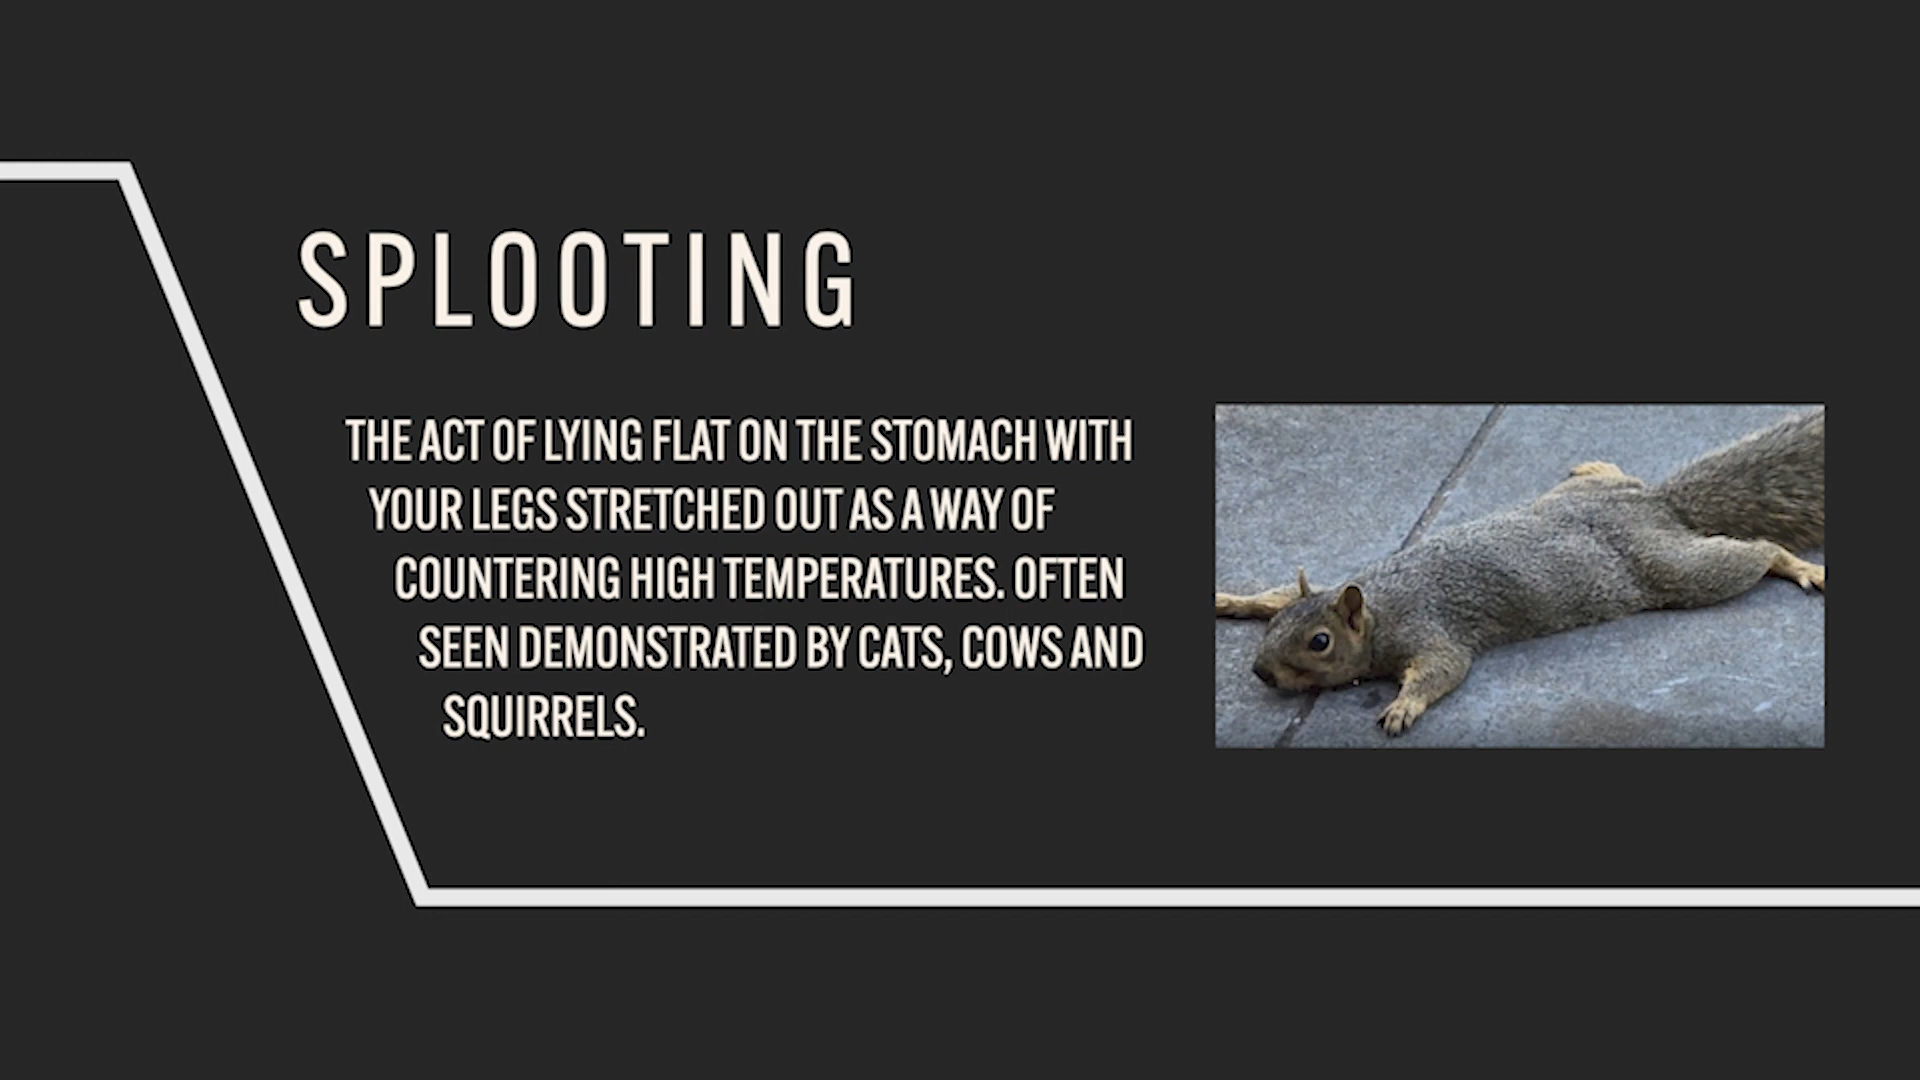 SPLOOTING
THE ACT OF LYING FLAT ON THE STOMACH WITH
YOUR LEGS STRETCHED OUT AS A WAY OF
COUNTERING HIGH TEMPERATURES. OFTEN
SEEN DEMONSTRATED BY CATS, COWS AND
SQUIRRELS.